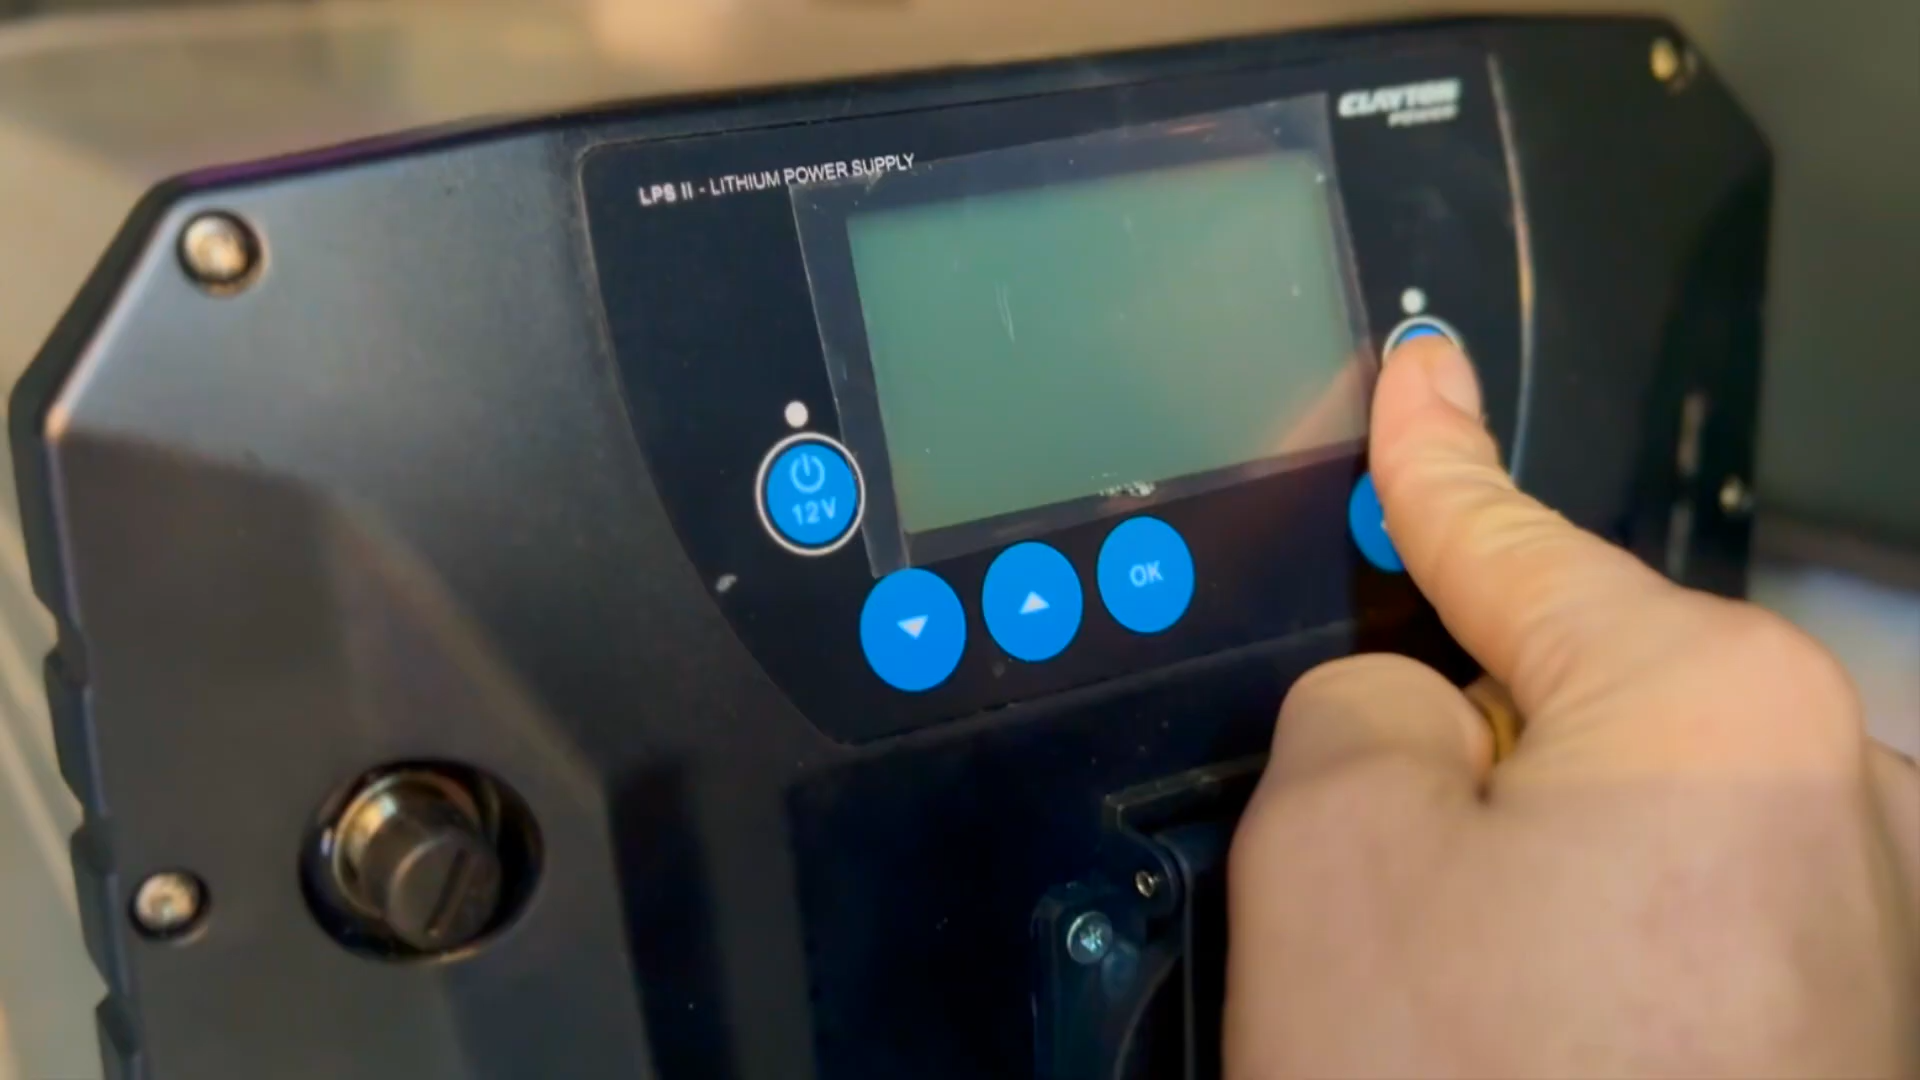 CLAYTON
POWER
LPS II - LITHIUM POWER SUPPLY
12V
OK